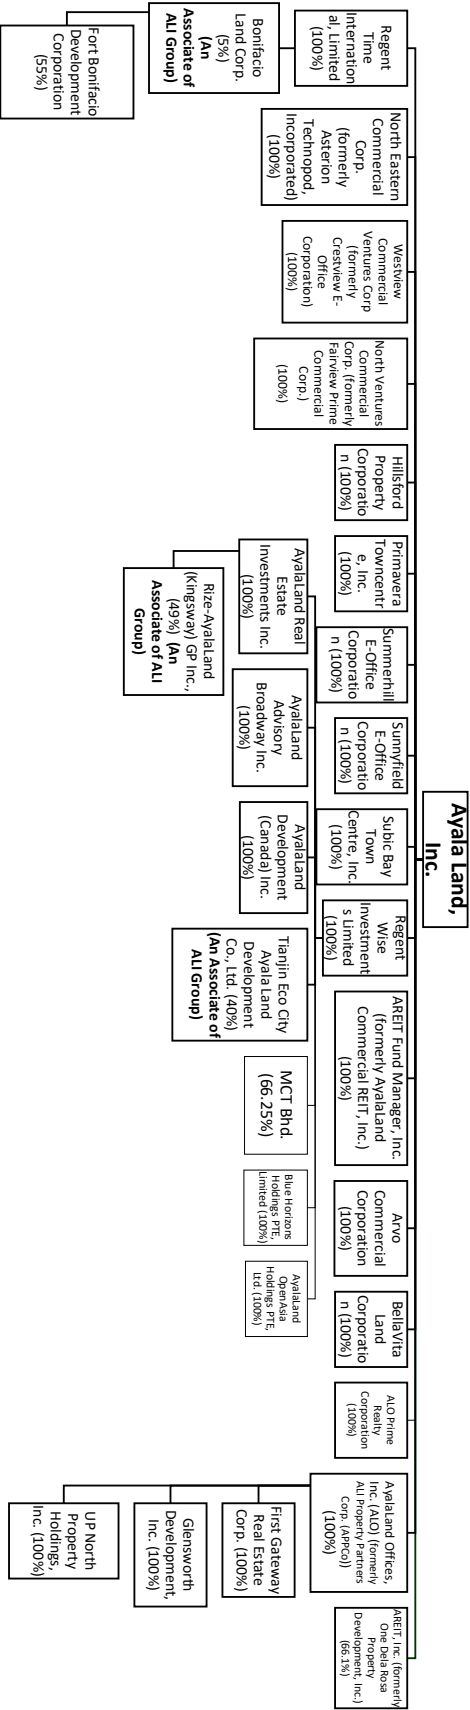 Ayala Land,
Inc.
Regent
Time
Internation
al, Limited
(100%)
Bonifacio
Land Corp.
(5%)
(An
Associate of
ALI Group)
Fort Bonifacio
Development
Corporation
(55%)
North Eastern
Commercial
Corp.
(formerly
Asterion
Technopod,
Incorporated)
(100%)
Westview
Commercial
Ventures Corp
(formerly
Crestview E-
Office
Corporation)
(100%)
North Ventures
Commercial
Corp. (formerly
Fairview Prime
Commercial
Corp.)
(100%)
Hillsford
Property
Corporatio
n (100%)
Primavera
Towncentr
e, Inc.
(100%)
Summerhill
E-Office
Corporatio
n (100%)
Sunnyfield
E-Office
Corporatio
n (100%)
Subic Bay
Town
Centre, Inc.
(100%)
Regent
Wise
Investment
s Limited
(100%)
AyalaLand Real
Estate
Investments Inc.
(100%)
Rize-AyalaLand
(Kingsway) GP Inc.,
(49%) (An
Associate of ALI
Group)
AyalaLand
Advisory
Broadway Inc.
(100%)
AyalaLand
Development
(Canada) Inc.
(100%)
Tianjin Eco City
Ayala Land
Development
Co., Ltd. (40%)
(An Associate of
ALI Group)
MCT Bhd.
(66.25%)
Blue Horizons
Holdings PTE,
Limited (100%)
AyalaLand
OpenAsia
Holdings PTE,
Ltd. (100%)
AREIT Fund Manager, Inc.
(formerly AyalaLand
Commercial REIT, Inc.)
(100%)
Arvo
Commercial
Corporation
(100%)
BellaVita
Land
Corporatio
n (100%)
ALO Prime
Realty
Corporation
(100%)
AyalaLand Offices,
Inc. (ALO) (formerly
ALI Property Partners
Corp. (APPCo))
(100%)
First Gateway
Real Estate
Corp. (100%)
Glensworth
Development,
Inc. (100%)
UP North
Property
Holdings,
Inc. (100%)
AREIT, Inc. (formerly
One Dela Rosa
Property
Development, Inc.)
(66.1%)